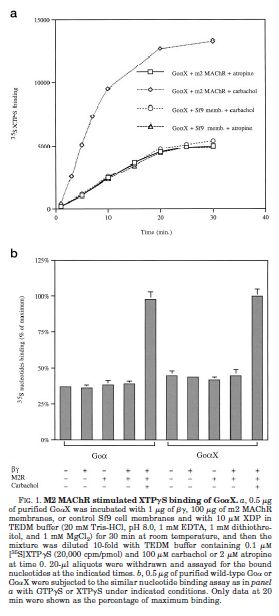 a
15000
10000
5000
0
35S XTPγS Binding
GoαX + m2 MAChR + atropine
GoαX + m2 MAChR + carbachol
GoαX + Sf9 memb. + carbachol
GoαX + Sf9 memb. + atropine
0 10 20 30 40
Time (min.)
b
125%
100%
75%
50%
25%
0%
35S nucleotides binding (% of maximum)
Goα GoαX
βγ − + − + + − + − + +
M2R − − + + + − − + + +
Carbachol − − − − + − − − − +
FIG. 1. M2 MAChR stimulated XTPγS binding of GoαX. a, 0.5 μg
of purified GoαX was incubated with 1 μg of βγ, 100 μg of m2 MAChR
membranes, or control Sf9 cell membranes and with 10 μM XDP in
TEDM buffer (20 mM Tris-HCl, pH 8.0, 1 mM EDTA, 1 mM dithiothre-
itol, and 1 mM MgCl2) for 30 min at room temperature, and then the
mixture was diluted 10-fold with TEDM buffer containing 0.1 μM
[35S]XTPγS (20,000 cpm/pmol) and 100 μM carbachol or 2 μM atropine
at time 0. 20-μl aliquots were withdrawn and assayed for the bound
nucleotides at the indicated times. b, 0.5 μg of purified wild-type Goα or
GoαX were subjected to the similar nucleotide binding assay as in panel
a with GTPγS or XTPγS under indicated conditions. Only data at 20
min were shown as the percentage of maximum binding.